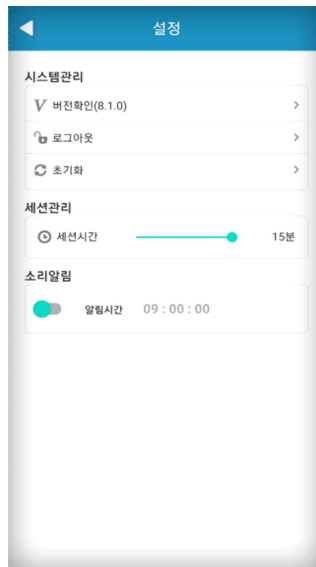 설정
시스템관리
V 버전확인(8.1.0)
로그아웃
초기화
세션관리
세션시간 15분
소리알림
알림시간 09 : 00 : 00